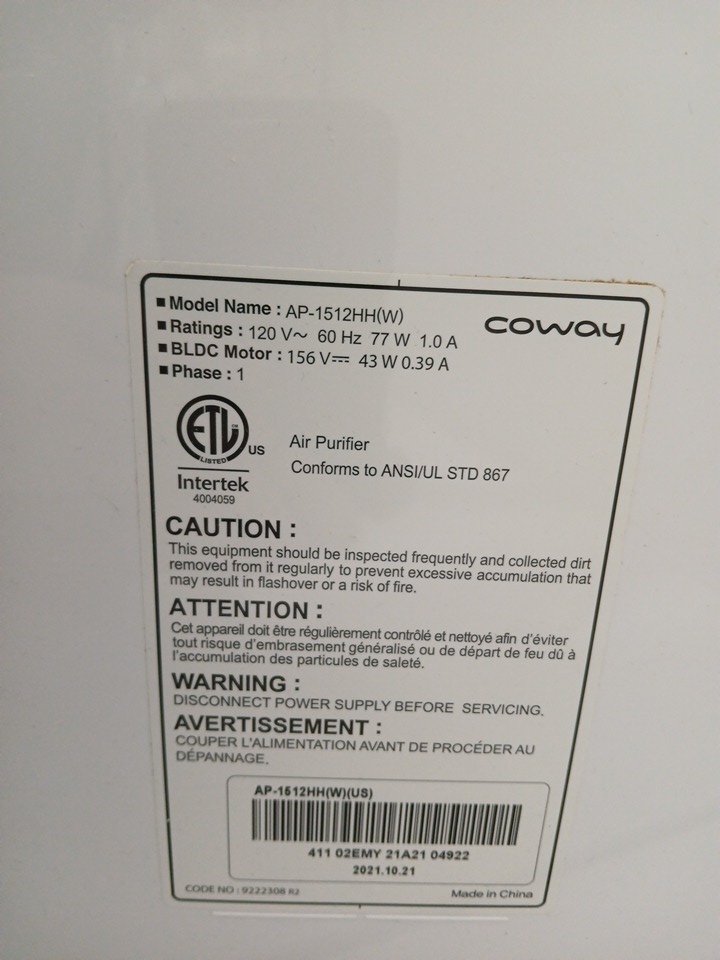 ■ Model Name : AP-1512HH(W)
coway
■ Ratings : 120 V~ 60 Hz 77 W 1.0 A
■ BLDC Motor : 156 V⎓ 43 W 0.39 A
■ Phase : 1
ETL US
LISTED
Intertek
4004059
Air Purifier
Conforms to ANSI/UL STD 867
CAUTION :
This equipment should be inspected frequently and collected dirt
removed from it regularly to prevent excessive accumulation that
may result in flashover or a risk of fire.
ATTENTION :
Cet appareil doit être régulièrement contrôlé et nettoyé afin d'éviter
tout risque d'embrasement généralisé ou de départ de feu dû à
l'accumulation des particules de saleté.
WARNING :
DISCONNECT POWER SUPPLY BEFORE SERVICING.
AVERTISSEMENT :
COUPER L'ALIMENTATION AVANT DE PROCÉDER AU
DÉPANNAGE.
AP-1512HH(W)(US)
411 02EMY 21A21 04922
2021.10.21
CODE NO : 9222308 R2
Made in China